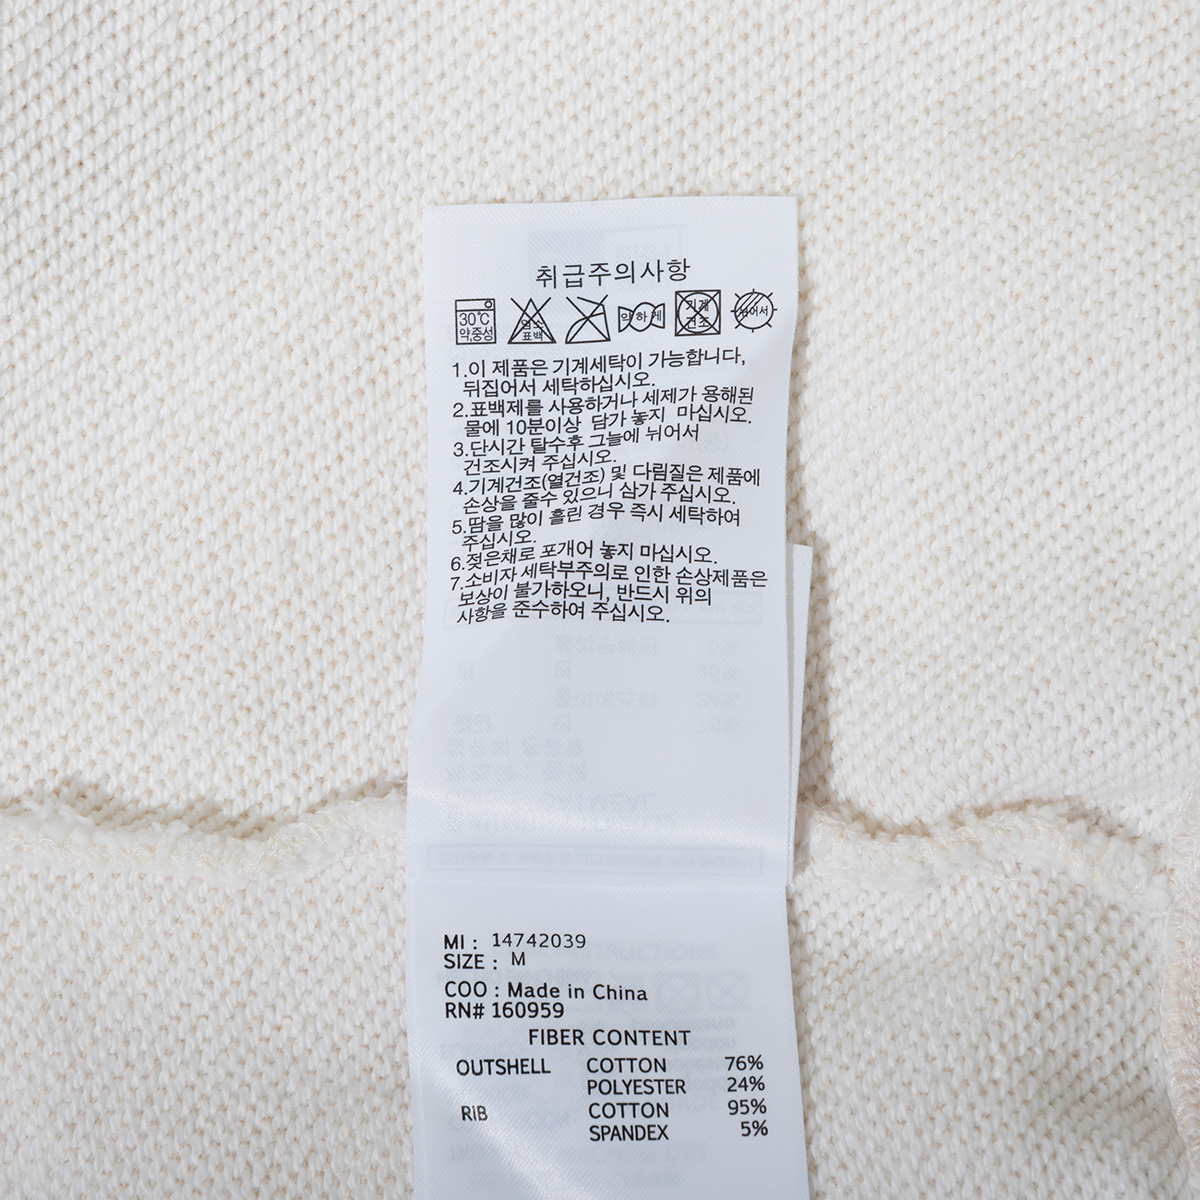 취급주의사항
30℃
약,중성
염소
표백
약하게
기계
건조
뉘어서
1.이 제품은 기계세탁이 가능합니다,
뒤집어서 세탁하십시오.
2.표백제를 사용하거나 세제가 용해된
물에 10분이상 담가 놓지 마십시오.
3.단시간 탈수후 그늘에 뉘어서
건조시켜 주십시오.
4.기계건조(열건조) 및 다림질은 제품에
손상을 줄수 있으니 삼가 주십시오.
5.땀을 많이 흘린 경우 즉시 세탁하여
주십시오.
6.젖은채로 포개어 놓지 마십시오.
7.소비자 세탁부주의로 인한 손상제품은
보상이 불가하오니, 반드시 위의
사항을 준수하여 주십시오.
MI : 14742039
SIZE : M
COO : Made in China
RN# 160959
FIBER CONTENT
OUTSHELL COTTON 76%
POLYESTER 24%
RiB COTTON 95%
SPANDEX 5%